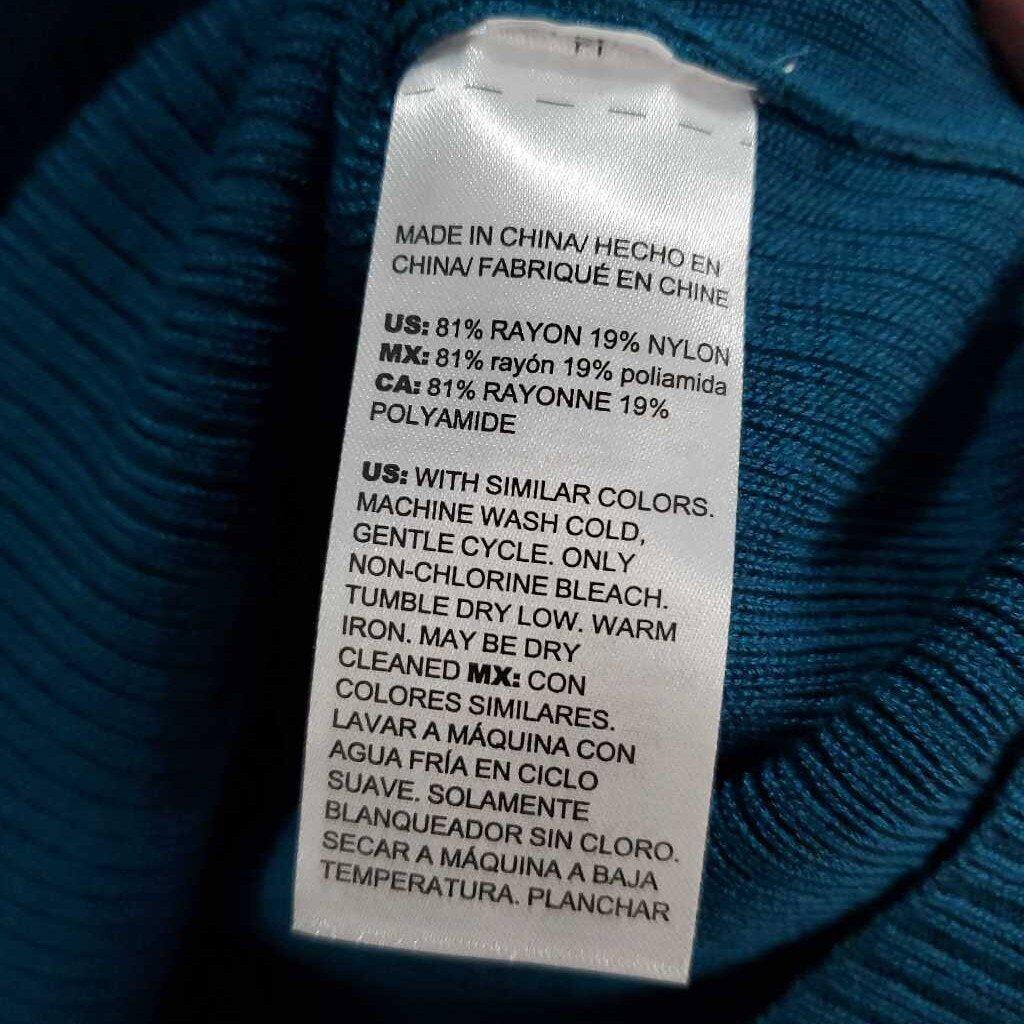 MADE IN CHINA/ HECHO EN
CHINA/ FABRIQUÉ EN CHINE
US: 81% RAYON 19% NYLON
MX: 81% rayón 19% poliamida
CA: 81% RAYONNE 19%
POLYAMIDE
US: WITH SIMILAR COLORS.
MACHINE WASH COLD,
GENTLE CYCLE. ONLY
NON-CHLORINE BLEACH.
TUMBLE DRY LOW. WARM
IRON. MAY BE DRY
CLEANED MX: CON
COLORES SIMILARES.
LAVAR A MÁQUINA CON
AGUA FRÍA EN CICLO
SUAVE. SOLAMENTE
BLANQUEADOR SIN CLORO.
SECAR A MÁQUINA A BAJA
TEMPERATURA. PLANCHAR